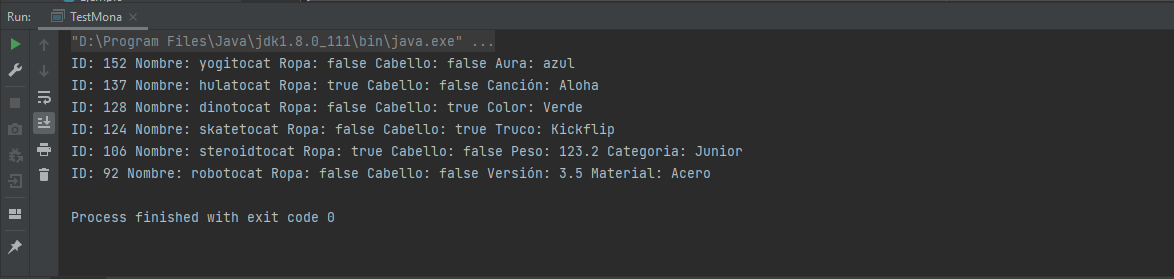 Run: TestMona
"D:\Program Files\Java\jdk1.8.0_111\bin\java.exe" ...
ID: 152 Nombre: yogitocat Ropa: false Cabello: false Aura: azul
ID: 137 Nombre: hulatocat Ropa: true Cabello: false Canción: Aloha
ID: 128 Nombre: dinotocat Ropa: false Cabello: true Color: Verde
ID: 124 Nombre: skatetocat Ropa: false Cabello: true Truco: Kickflip
ID: 106 Nombre: steroidtocat Ropa: true Cabello: false Peso: 123.2 Categoria: Junior
ID: 92 Nombre: robotocat Ropa: false Cabello: false Versión: 3.5 Material: Acero
Process finished with exit code 0